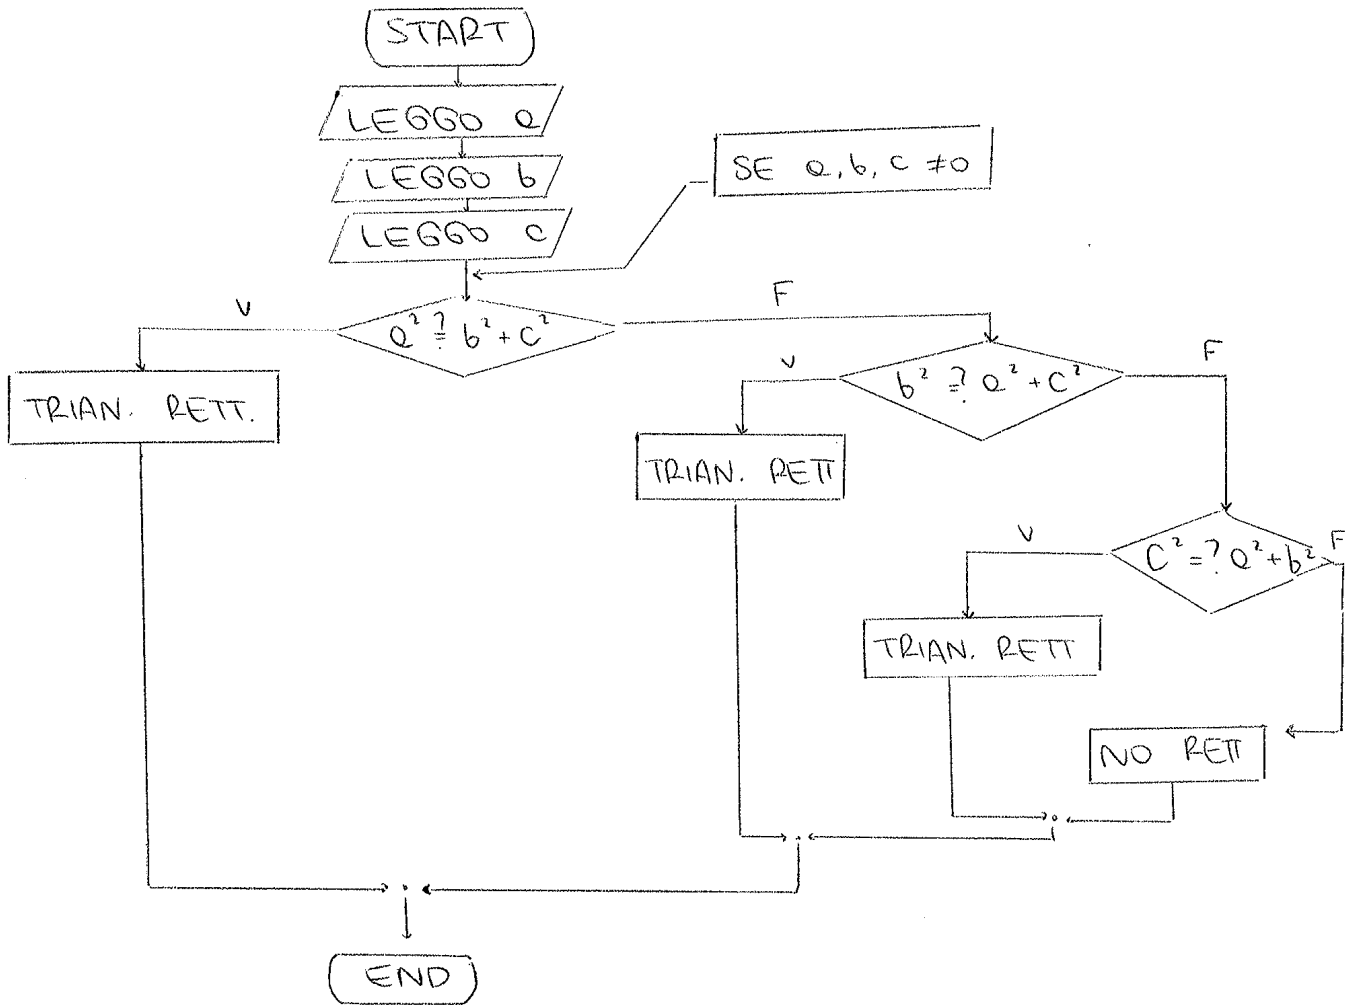 START
LEGGO a
LEGGO b
LEGGO c
SE a, b, c ≠0
a² ?= b² + c²
V
F
TRIAN. RETT.
b² =? a² + c²
V
F
TRIAN. RETT
c² =? a² + b²
V
F
TRIAN. RETT
NO RETT
END